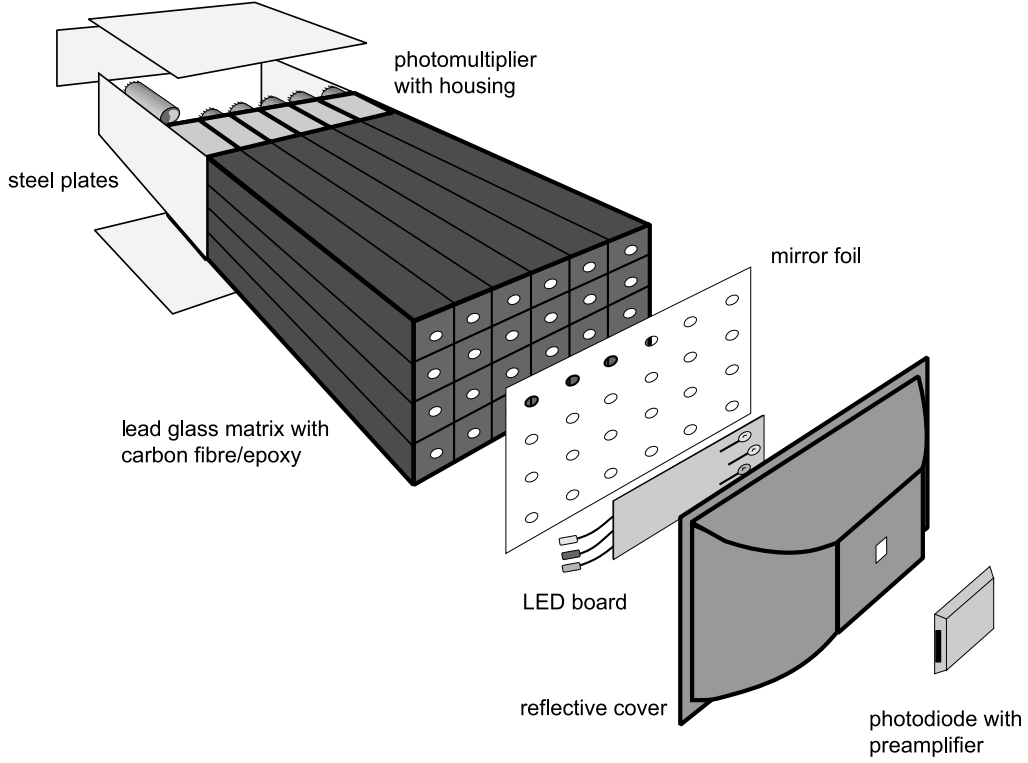 photomultiplier
with housing
steel plates
mirror foil
lead glass matrix with
carbon fibre/epoxy
LED board
reflective cover
photodiode with
preamplifier